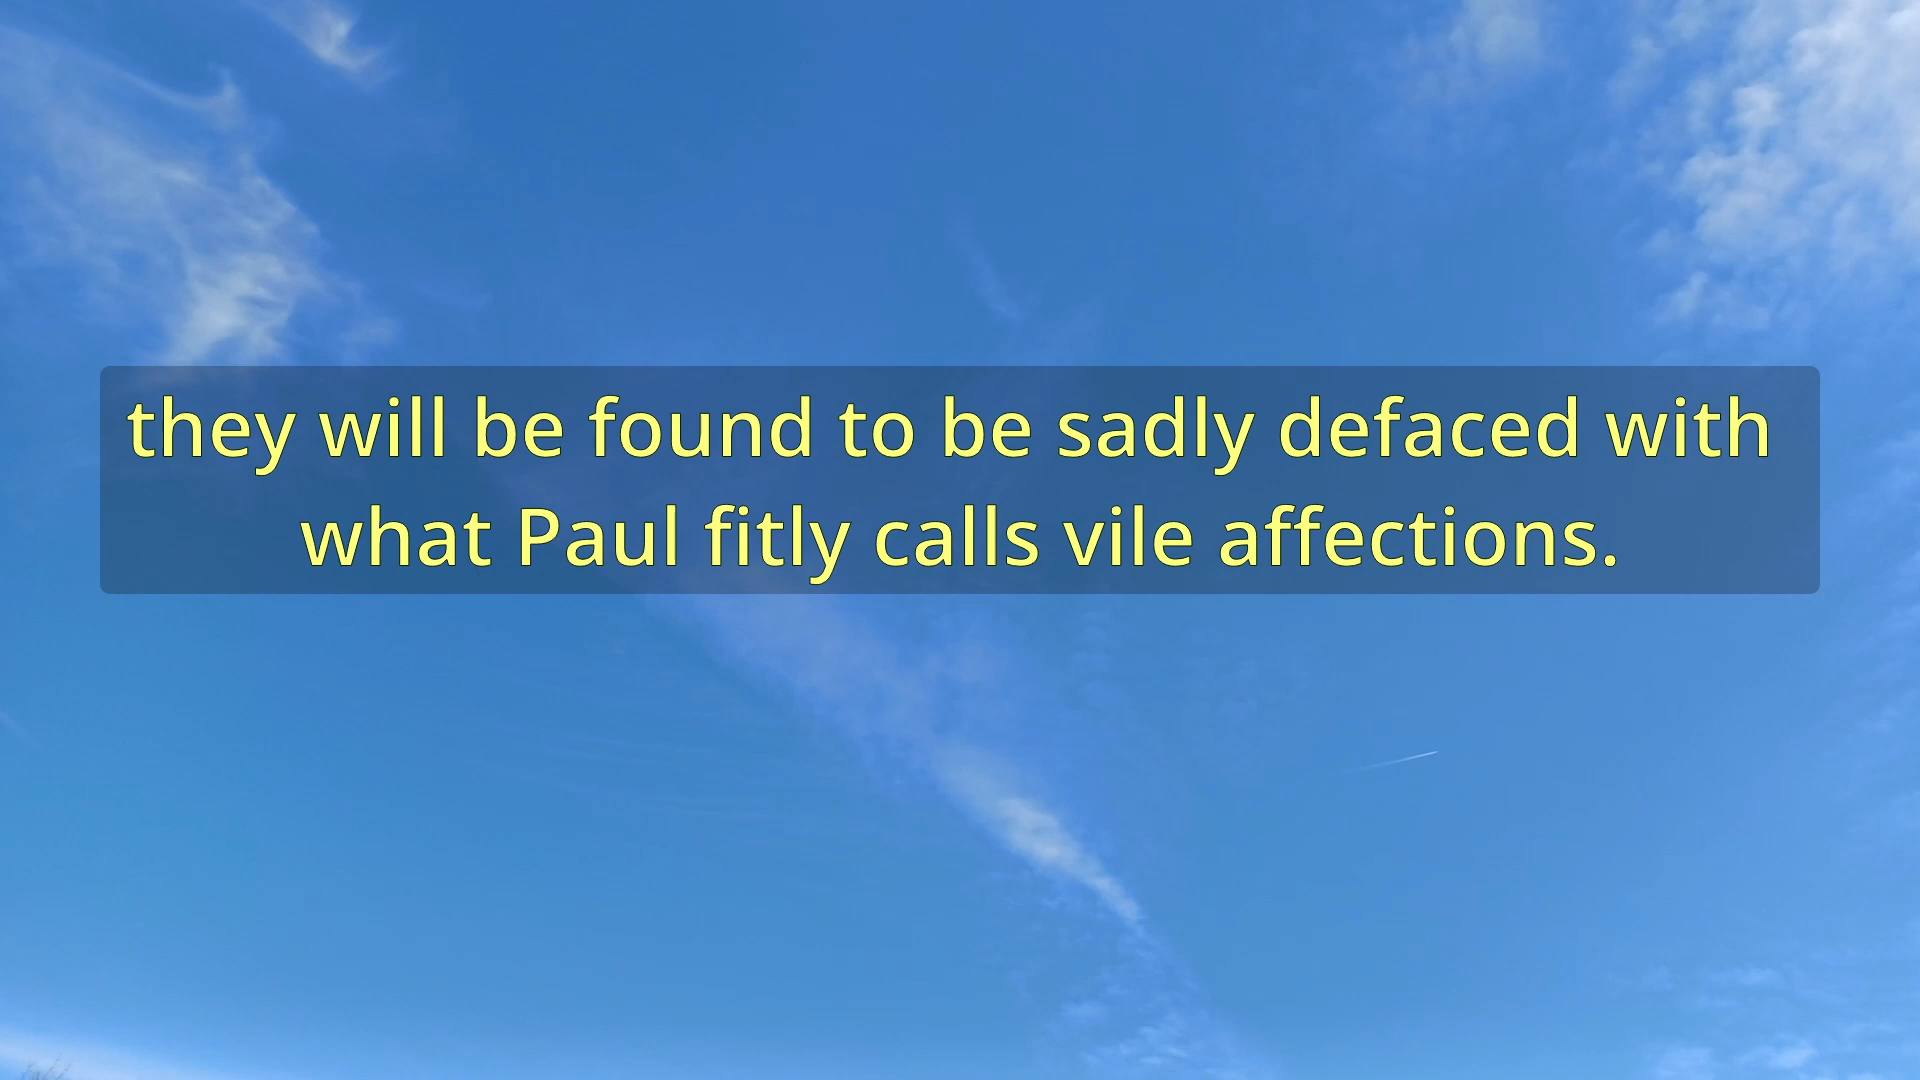 they will be found to be sadly defaced with
what Paul fitly calls vile affections.